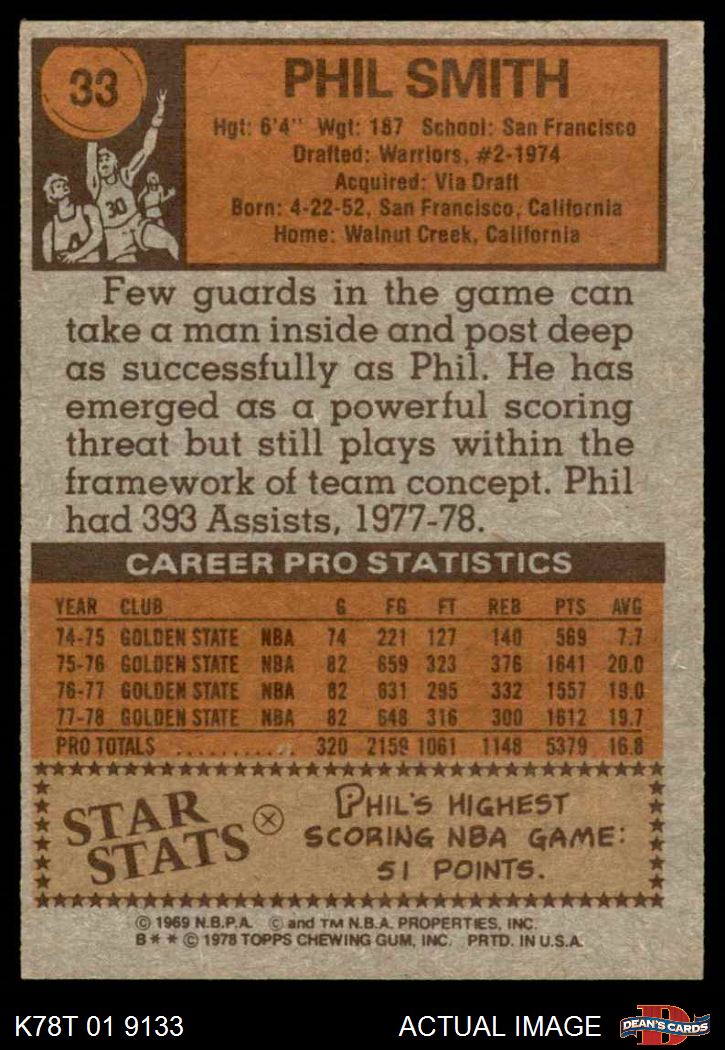 33
PHIL SMITH
Hgt: 6'4" Wgt: 187 School: San Francisco
Drafted: Warriors, #2-1974
Acquired: Via Draft
Born: 4-22-52, San Francisco, California
Home: Walnut Creek, California
30
Few guards in the game can
take a man inside and post deep
as successfully as Phil. He has
emerged as a powerful scoring
threat but still plays within the
framework of team concept. Phil
had 393 Assists, 1977-78.
CAREER PRO STATISTICS
YEAR CLUB G FG FT REB PTS AVG
74-75 GOLDEN STATE NBA 74 221 127 140 569 7.7
75-76 GOLDEN STATE NBA 82 659 323 376 1641 20.0
76-77 GOLDEN STATE NBA 82 631 295 332 1557 19.0
77-78 GOLDEN STATE NBA 82 648 316 300 1612 19.7
PRO TOTALS .......... 320 2159 1061 1148 5379 16.8
STAR
STATS
PHIL'S HIGHEST
SCORING NBA GAME:
51 POINTS.
© 1969 N.B.P.A. © and TM N.B.A. PROPERTIES, INC.
B * * © 1978 TOPPS CHEWING GUM, INC. PRTD. IN U.S.A.
K78T 01 9133
ACTUAL IMAGE
D
DEAN'S CARDS